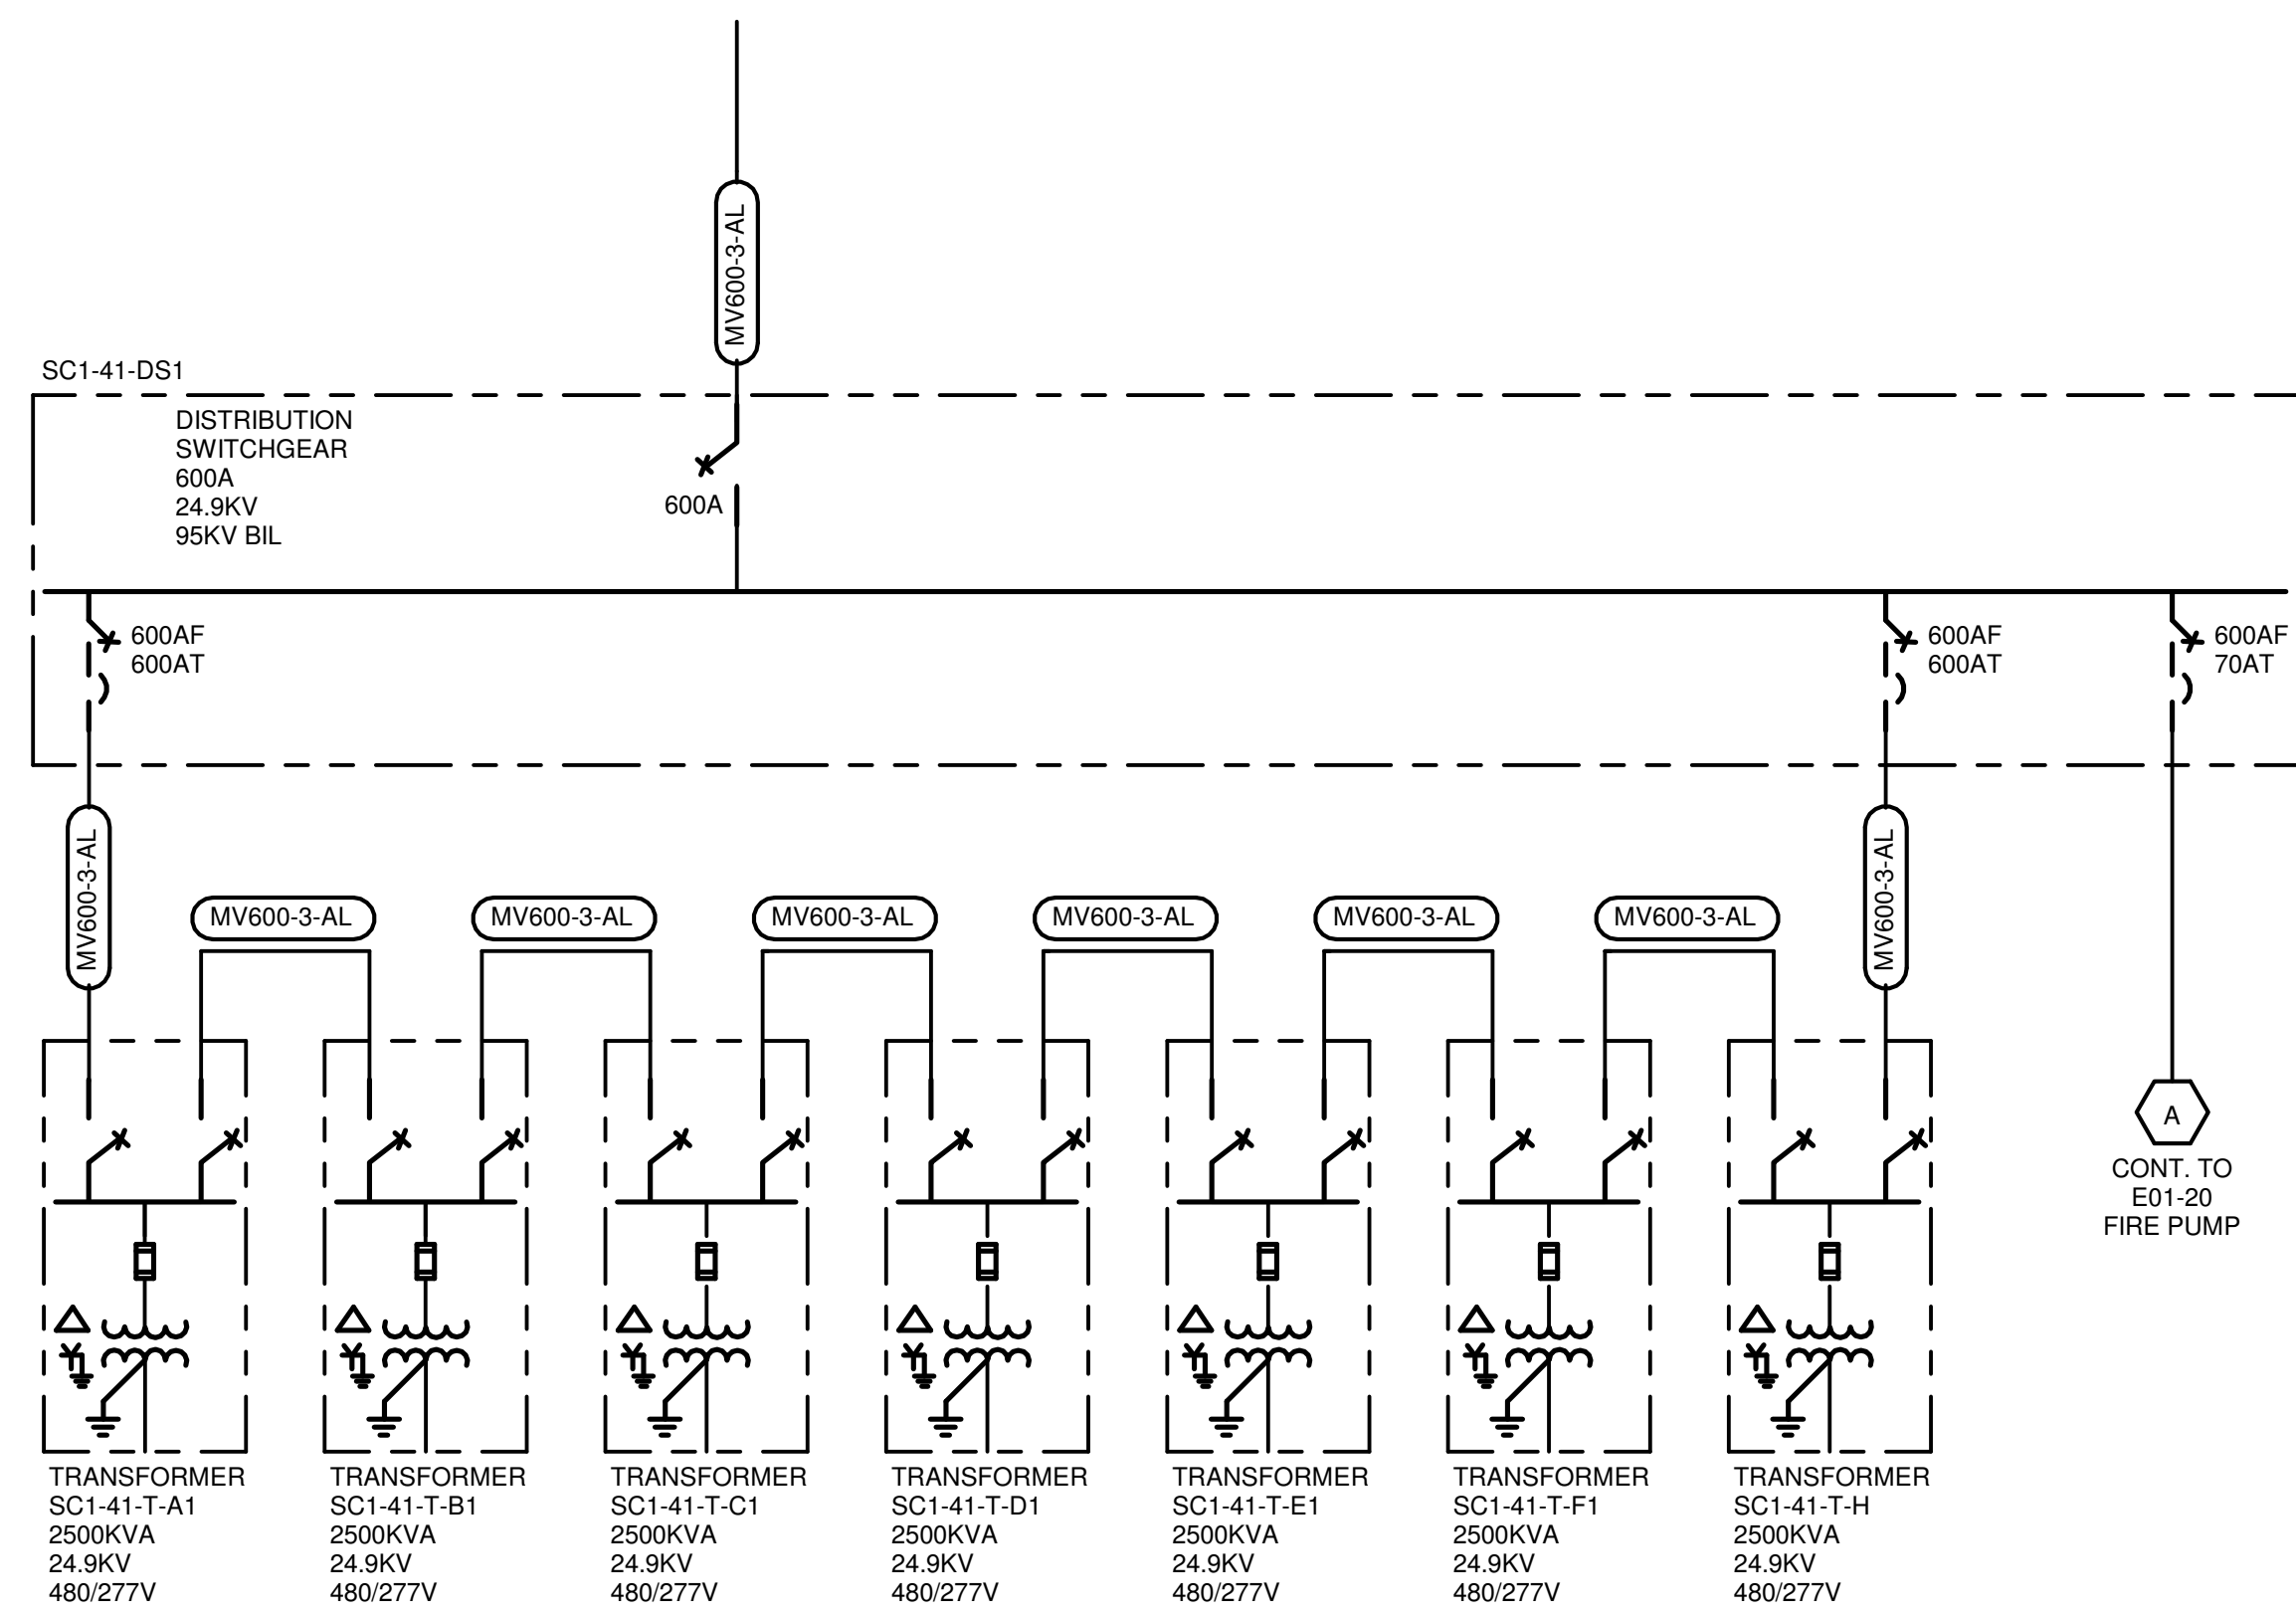 MV600-3-AL
SC1-41-DS1
DISTRIBUTION
SWITCHGEAR
600A
24.9KV
95KV BIL
600A
600AF
600AT
600AF
600AT
600AF
70AT
MV600-3-AL
MV600-3-AL
MV600-3-AL
MV600-3-AL
MV600-3-AL
MV600-3-AL
MV600-3-AL
MV600-3-AL
A
CONT. TO
E01-20
FIRE PUMP
TRANSFORMER
SC1-41-T-A1
2500KVA
24.9KV
480/277V
TRANSFORMER
SC1-41-T-B1
2500KVA
24.9KV
480/277V
TRANSFORMER
SC1-41-T-C1
2500KVA
24.9KV
480/277V
TRANSFORMER
SC1-41-T-D1
2500KVA
24.9KV
480/277V
TRANSFORMER
SC1-41-T-E1
2500KVA
24.9KV
480/277V
TRANSFORMER
SC1-41-T-F1
2500KVA
24.9KV
480/277V
TRANSFORMER
SC1-41-T-H
2500KVA
24.9KV
480/277V